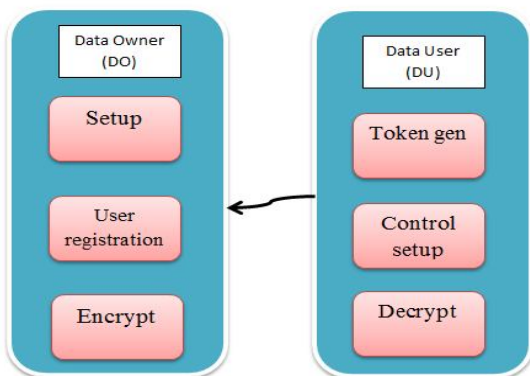 Data Owner
(DO)
Setup
User
registration
Encrypt
Data User
(DU)
Token gen
Control
setup
Decrypt